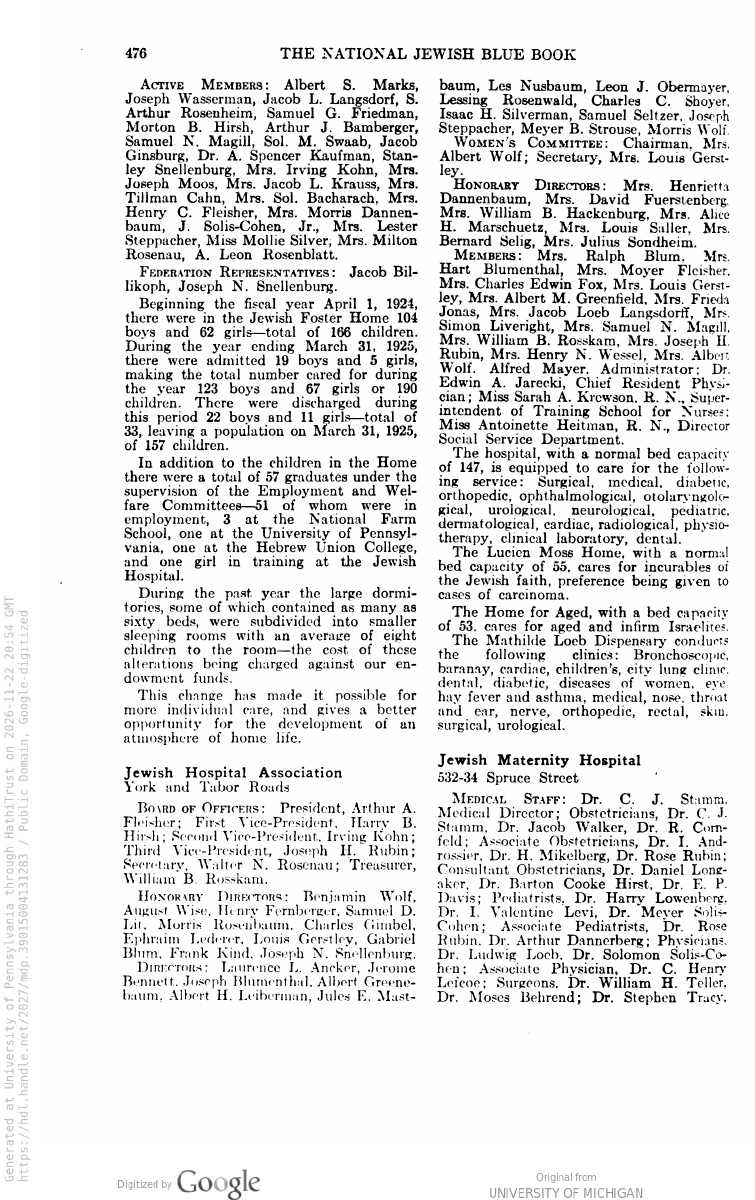 476 THE NATIONAL JEWISH BLUE BOOK
ACTIVE MEMBERS: Albert S. Marks,
Joseph Wasserman, Jacob L. Langsdorf, S.
Arthur Rosenheim, Samuel G. Friedman,
Morton B. Hirsh, Arthur J. Bamberger,
Samuel N. Magill, Sol. M. Swaab, Jacob
Ginsburg, Dr. A. Spencer Kaufman, Stan-
ley Snellenburg, Mrs. Irving Kohn, Mrs.
Joseph Moos, Mrs. Jacob L. Krauss, Mrs.
Tillman Cahn, Mrs. Sol. Bacharach, Mrs.
Henry C. Fleisher, Mrs. Morris Dannen-
baum, J. Solis-Cohen, Jr., Mrs. Lester
Steppacher, Miss Mollie Silver, Mrs. Milton
Rosenau, A. Leon Rosenblatt.
FEDERATION REPRESENTATIVES: Jacob Bil-
likoph, Joseph N. Snellenburg.
Beginning the fiscal year April 1, 1924,
there were in the Jewish Foster Home 104
boys and 62 girls—total of 166 children.
During the year ending March 31, 1925,
there were admitted 19 boys and 5 girls,
making the total number cared for during
the year 123 boys and 67 girls or 190
children. There were discharged during
this period 22 boys and 11 girls—total of
33, leaving a population on March 31, 1925,
of 157 children.
In addition to the children in the Home
there were a total of 57 graduates under the
supervision of the Employment and Wel-
fare Committees—51 of whom were in
employment, 3 at the National Farm
School, one at the University of Pennsyl-
vania, one at the Hebrew Union College,
and one girl in training at the Jewish
Hospital.
During the past year the large dormi-
tories, some of which contained as many as
sixty beds, were subdivided into smaller
sleeping rooms with an average of eight
children to the room—the cost of these
alterations being charged against our en-
dowment funds.
This change has made it possible for
more individual care, and gives a better
opportunity for the development of an
atmosphere of home life.
Jewish Hospital Association
York and Tabor Roads
BOARD OF OFFICERS: President, Arthur A.
Fleisher; First Vice-President, Harry B.
Hirsh; Second Vice-President, Irving Kohn;
Third Vice-President, Joseph H. Rubin;
Secretary, Walter N. Rosenau; Treasurer,
William B. Rosskam.
HONORARY DIRECTORS: Benjamin Wolf,
August Wise, Henry Fernberger, Samuel D.
Lit, Morris Rosenbaum, Charles Gimbel,
Ephraim Lederer, Louis Gerstley, Gabriel
Blum, Frank Kind, Joseph N. Snellenburg.
DIRECTORS: Laurence L. Ancker, Jerome
Bennett, Joseph Blumenthal, Albert Greene-
baum, Albert H. Leiberman, Jules E. Mast-
baum, Les Nusbaum, Leon J. Obermayer,
Lessing Rosenwald, Charles C. Shoyer,
Isaac H. Silverman, Samuel Seltzer, Joseph
Steppacher, Meyer B. Strouse, Morris Wolf.
WOMEN'S COMMITTEE: Chairman, Mrs.
Albert Wolf; Secretary, Mrs. Louis Gerst-
ley.
HONORARY DIRECTORS: Mrs. Henrietta
Dannenbaum, Mrs. David Fuerstenberg,
Mrs. William B. Hackenburg, Mrs. Alice
H. Marschuetz, Mrs. Louis Saller, Mrs.
Bernard Selig, Mrs. Julius Sondheim.
MEMBERS: Mrs. Ralph Blum, Mrs.
Hart Blumenthal, Mrs. Moyer Fleisher,
Mrs. Charles Edwin Fox, Mrs. Louis Gerst-
ley, Mrs. Albert M. Greenfield, Mrs. Frieda
Jonas, Mrs. Jacob Loeb Langsdorff, Mrs.
Simon Liveright, Mrs. Samuel N. Magill,
Mrs. William B. Rosskam, Mrs. Joseph H.
Rubin, Mrs. Henry N. Wessel, Mrs. Albert
Wolf. Alfred Mayer, Administrator; Dr.
Edwin A. Jarecki, Chief Resident Physi-
cian; Miss Sarah A. Krewson, R. N., Super-
intendent of Training School for Nurses;
Miss Antoinette Heitman, R. N., Director
Social Service Department.
The hospital, with a normal bed capacity
of 147, is equipped to care for the follow-
ing service: Surgical, medical, diabetic,
orthopedic, ophthalmological, otolaryngolo-
gical, urological, neurological, pediatric,
dermatological, cardiac, radiological, physio-
therapy, clinical laboratory, dental.
The Lucien Moss Home, with a normal
bed capacity of 55, cares for incurables of
the Jewish faith, preference being given to
cases of carcinoma.
The Home for Aged, with a bed capacity
of 53, cares for aged and infirm Israelites.
The Mathilde Loeb Dispensary conducts
the following clinics: Bronchoscopic,
baranay, cardiac, children's, city lung clinic,
dental, diabetic, diseases of women, eye,
hay fever and asthma, medical, nose, throat
and ear, nerve, orthopedic, rectal, skin,
surgical, urological.
Jewish Maternity Hospital
532-34 Spruce Street
MEDICAL STAFF: Dr. C. J. Stamm,
Medical Director; Obstetricians, Dr. C. J.
Stamm, Dr. Jacob Walker, Dr. R. Corn-
feld; Associate Obstetricians, Dr. I. And-
rossier, Dr. H. Mikelberg, Dr. Rose Rubin;
Consultant Obstetricians, Dr. Daniel Long-
aker, Dr. Barton Cooke Hirst, Dr. E. P.
Davis; Pediatrists, Dr. Harry Lowenberg,
Dr. I. Valentine Levi, Dr. Meyer Solis-
Cohen; Associate Pediatrists, Dr. Rose
Rubin, Dr. Arthur Dannerberg; Physicians,
Dr. Ludwig Loeb, Dr. Solomon Solis-Co-
hen; Associate Physician, Dr. C. Henry
Lefcoe; Surgeons, Dr. William H. Teller,
Dr. Moses Behrend; Dr. Stephen Tracy,
Generated at University of Pennsylvania through HathiTrust on 2026-11-22 20:54 GMT
https://hdl.handle.net/2027/mdp.39015004131283 / Public Domain, Google-digitized
Digitized by Google
Original from
UNIVERSITY OF MICHIGAN